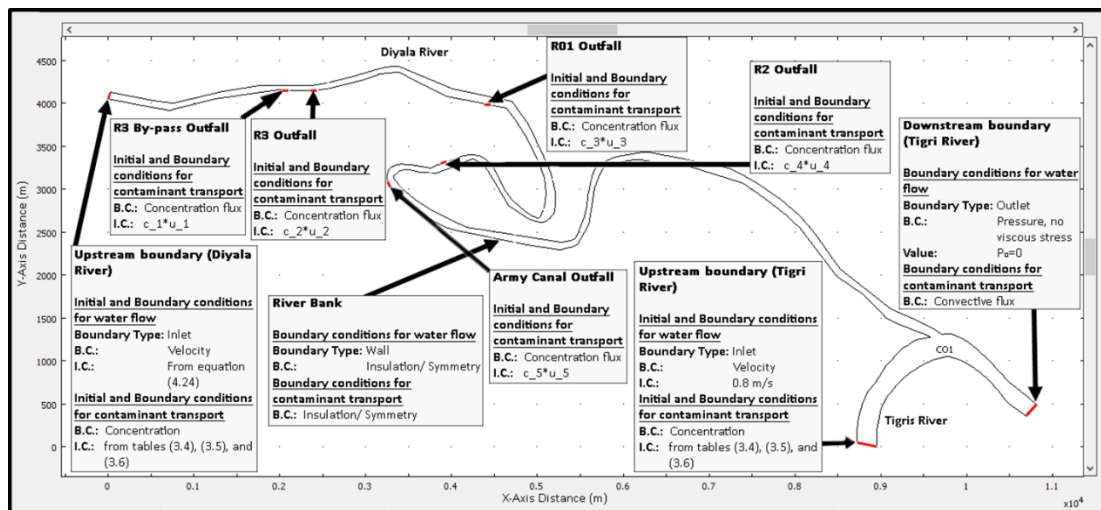 Diyala River
R01 Outfall
Initial and Boundary
conditions for
contaminant transport
B.C.: Concentration flux
I.C.: c_3*u_3
R2 Outfall
Initial and Boundary
conditions for
contaminant transport
B.C.: Concentration flux
I.C.: c_4*u_4
R3 By-pass Outfall
Initial and Boundary
conditions for
contaminant transport
B.C.: Concentration flux
I.C.: c_1*u_1
R3 Outfall
Initial and Boundary
conditions for
contaminant transport
B.C.: Concentration flux
I.C.: c_2*u_2
Downstream boundary
(Tigri River)
Boundary conditions for water
flow
Boundary Type: Outlet
B.C.: Pressure, no
viscous stress
Value: P₀=0
Boundary conditions for
contaminant transport
B.C.: Convective flux
Upstream boundary (Diyala
River)
Initial and Boundary conditions
for water flow
Boundary Type: Inlet
B.C.: Velocity
I.C.: From equation
(4.24)
Initial and Boundary conditions
for contaminant transport
B.C.: Concentration
I.C.: from tables (3.4), (3.5), and
(3.6)
River Bank
Boundary conditions for water flow
Boundary Type: Wall
B.C.: Insulation/ Symmetry
Boundary conditions for
contaminant transport
B.C.: Insulation/ Symmetry
Army Canal Outfall
Initial and Boundary
conditions for
contaminant transport
B.C.: Concentration flux
I.C.: c_5*u_5
Upstream boundary (Tigri
River)
Initial and Boundary conditions
for water flow
Boundary Type: Inlet
B.C.: Velocity
I.C.: 0.8 m/s
Initial and Boundary conditions
for contaminant transport
B.C.: Concentration
I.C.: from tables (3.4), (3.5), and
(3.6)
CO1
Tigris River
Y-Axis Distance (m)
4500
4000
3500
3000
2500
2000
1500
1000
500
0
0 0.1 0.2 0.3 0.4 0.5 0.6 0.7 0.8 0.9 1 1.1
×10⁴
X-Axis Distance (m)